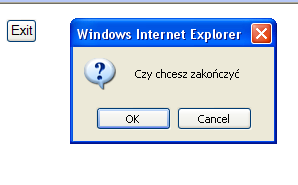 Exit
Windows Internet Explorer
Czy chcesz zakończyć
OK
Cancel